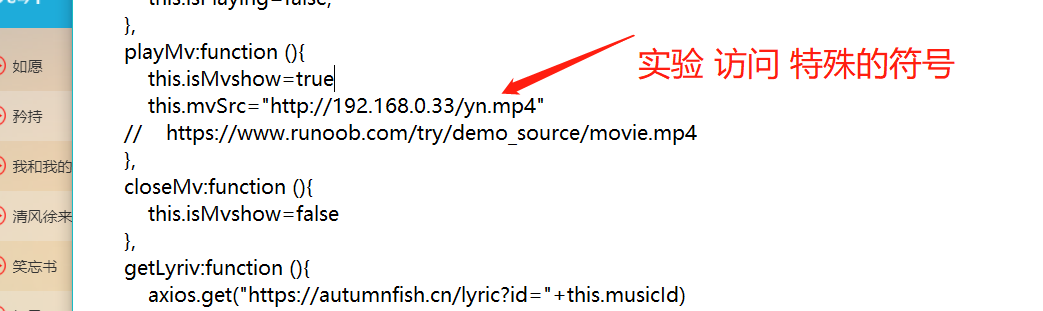 this.isPlaying=false;
},
playMv:function (){
this.isMvshow=true
this.mvSrc="http://192.168.0.33/yn.mp4"
// https://www.runoob.com/try/demo_source/movie.mp4
},
closeMv:function (){
this.isMvshow=false
},
getLyriv:function (){
axios.get("https://autumnfish.cn/lyric?id="+this.musicId)
实验 访问 特殊的符号
如愿
矜持
我和我的
清风徐来
笑忘书